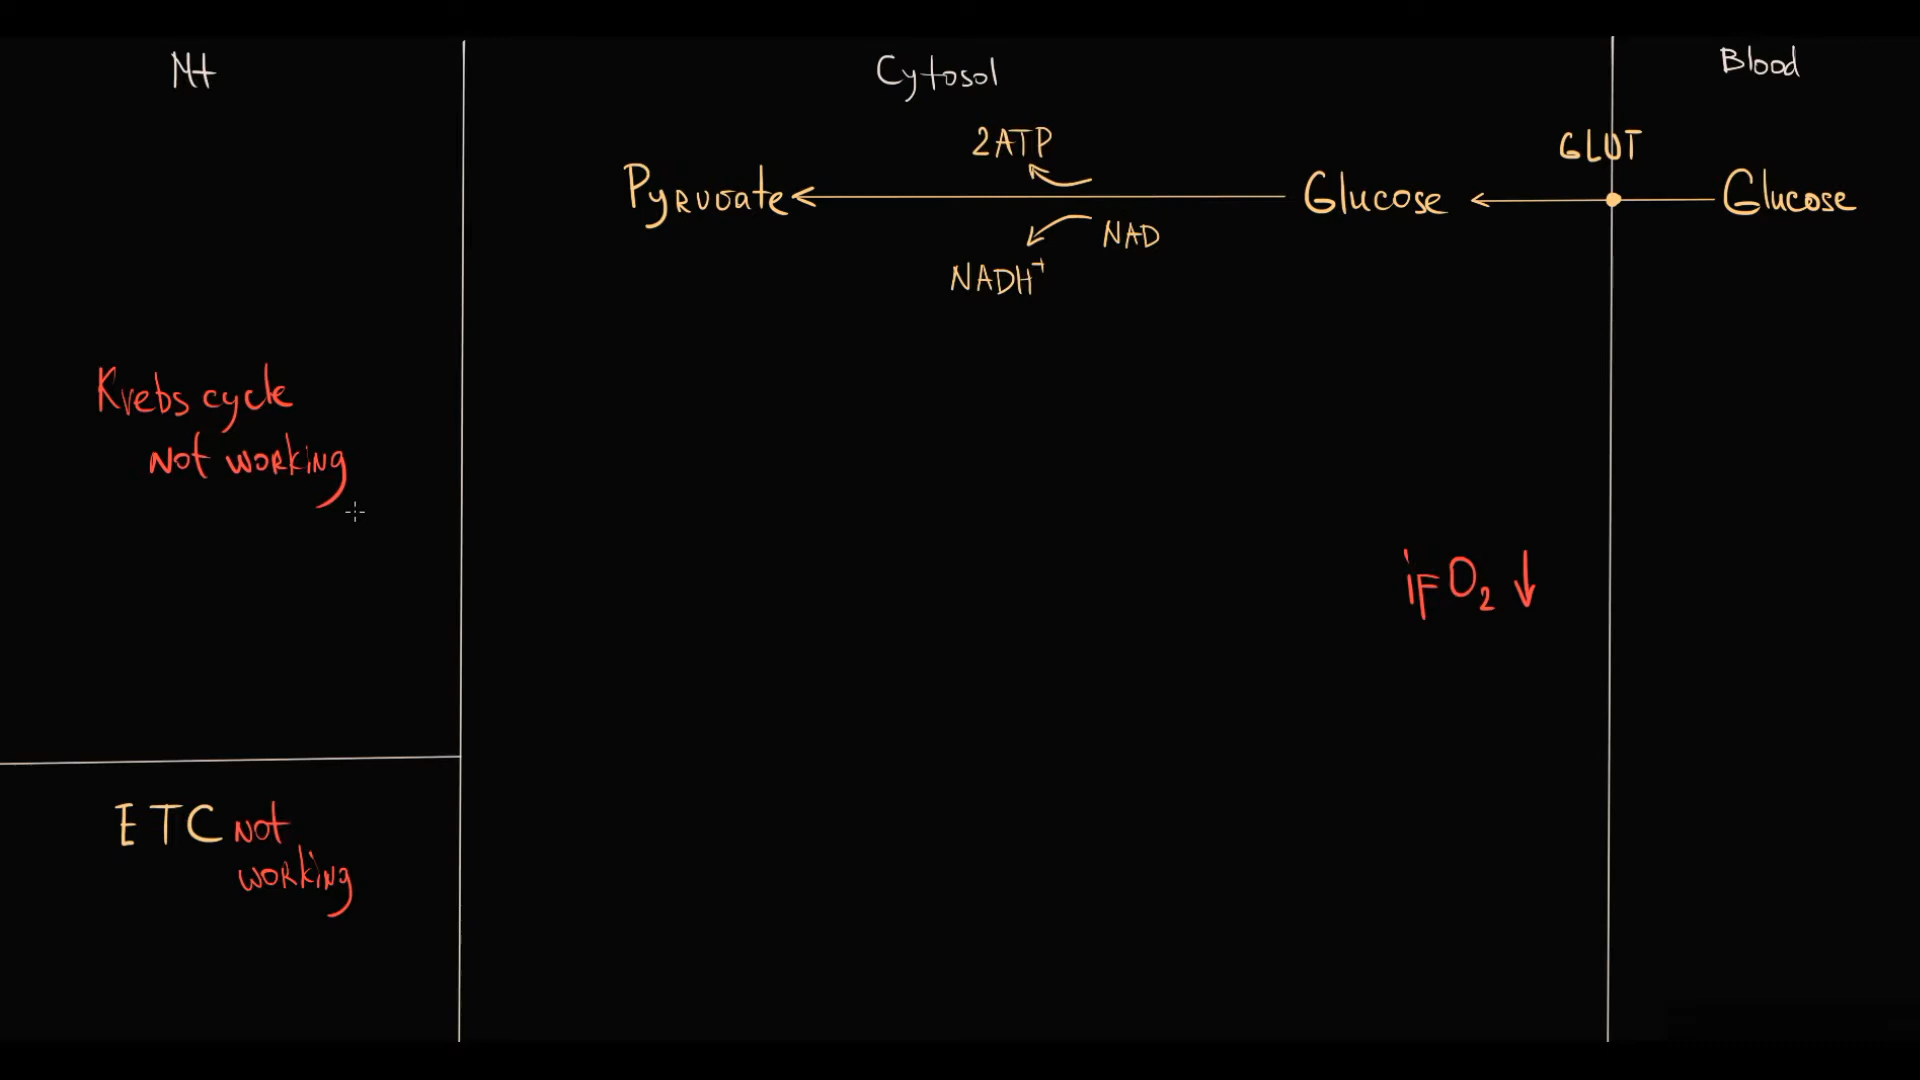 Mt
Cytosol
Blood
2ATP
GLUT
Pyruvate
Glucose
Glucose
NAD
NADH+
Krebs cycle
not working
if O2 ↓
ETC not
working